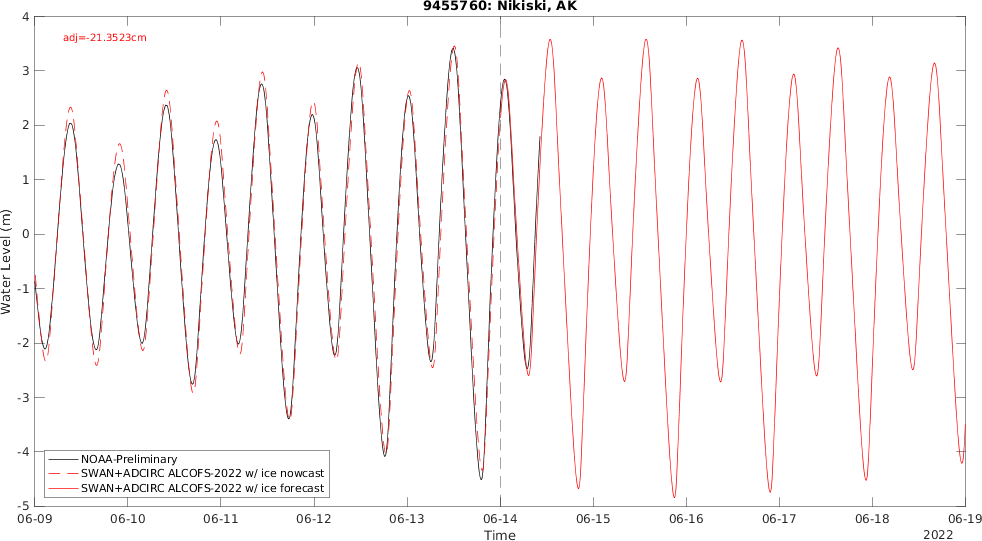 9455760: Nikiski, AK
adj=-21.3523cm
Water Level (m)
4
3
2
1
0
-1
-2
-3
-4
-5
NOAA-Preliminary
SWAN+ADCIRC ALCOFS-2022 w/ ice nowcast
SWAN+ADCIRC ALCOFS-2022 w/ ice forecast
06-09 06-10 06-11 06-12 06-13 06-14 06-15 06-16 06-17 06-18 06-19
Time
2022